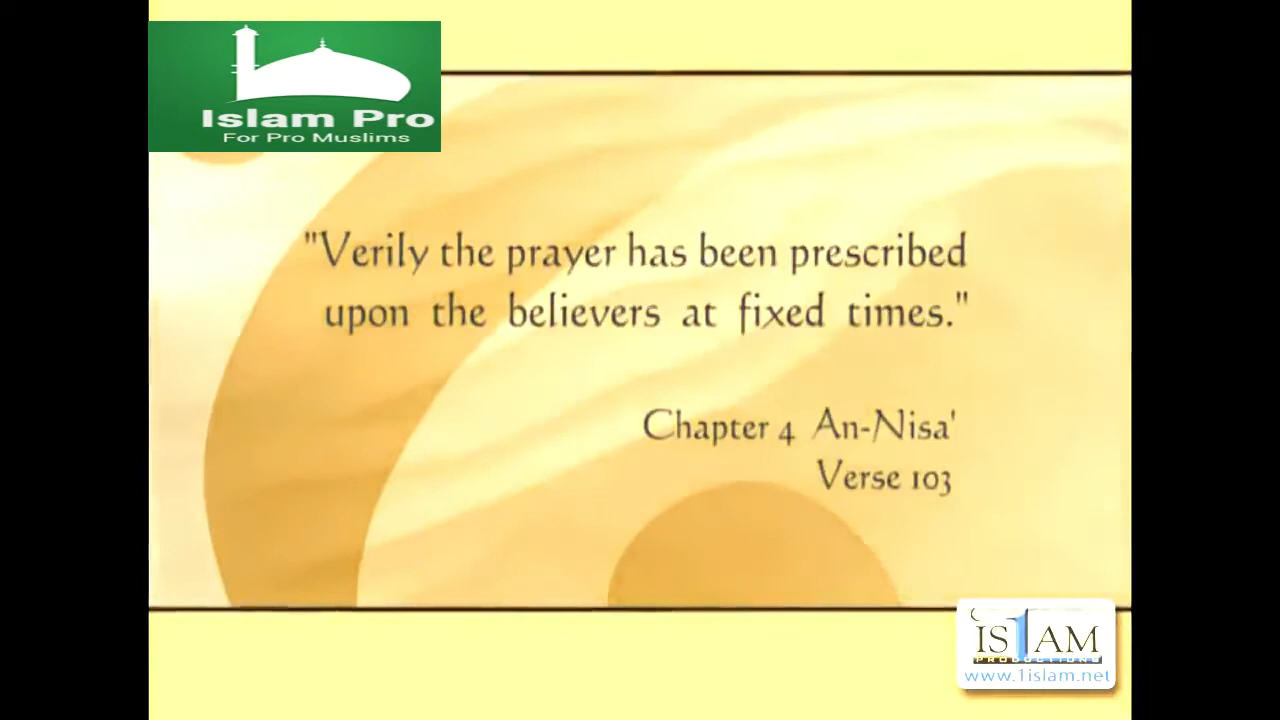 Islam Pro
For Pro Muslims
"Verily the prayer has been prescribed
upon the believers at fixed times."
Chapter 4 An-Nisa'
Verse 103
IS1AM
PRODUCTIONS
www.1islam.net